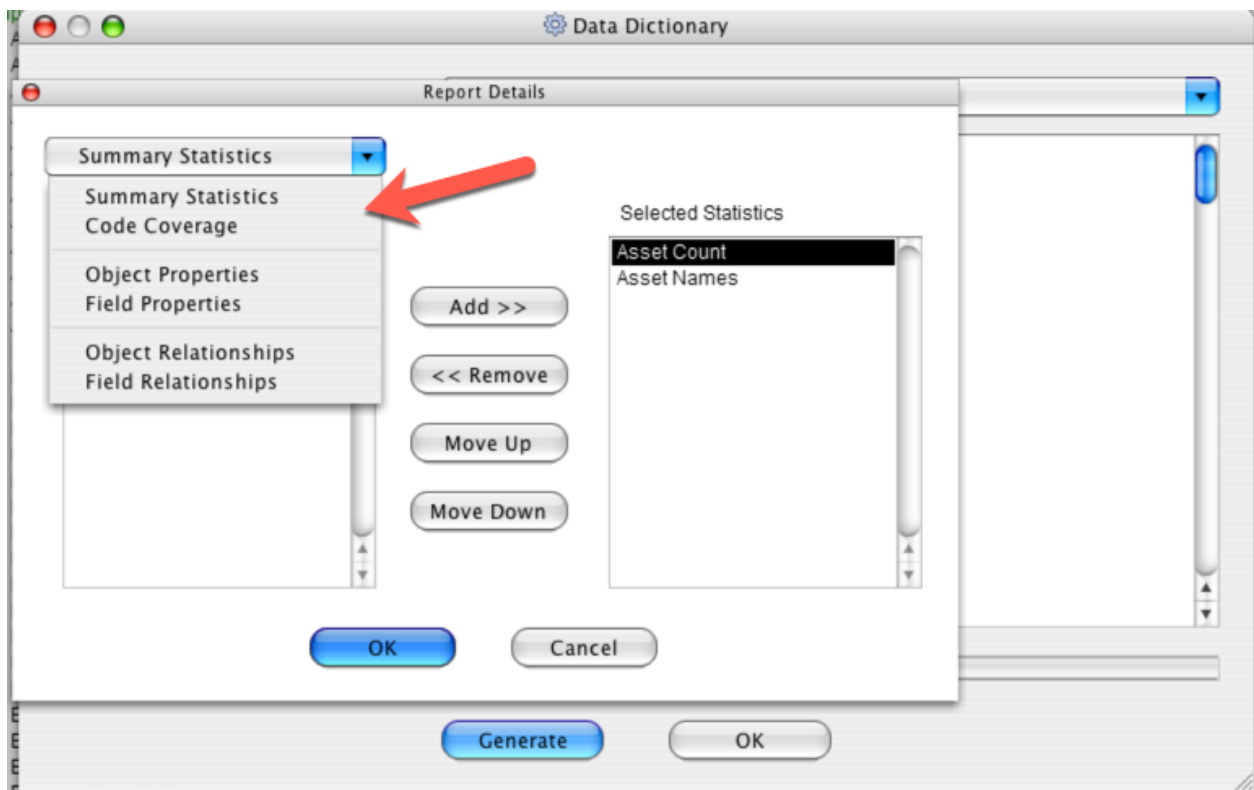 Data Dictionary
Report Details
Summary Statistics
Summary Statistics
Code Coverage
Object Properties
Field Properties
Object Relationships
Field Relationships
Add >>
<< Remove
Move Up
Move Down
Selected Statistics
Asset Count
Asset Names
OK
Cancel
Generate
OK